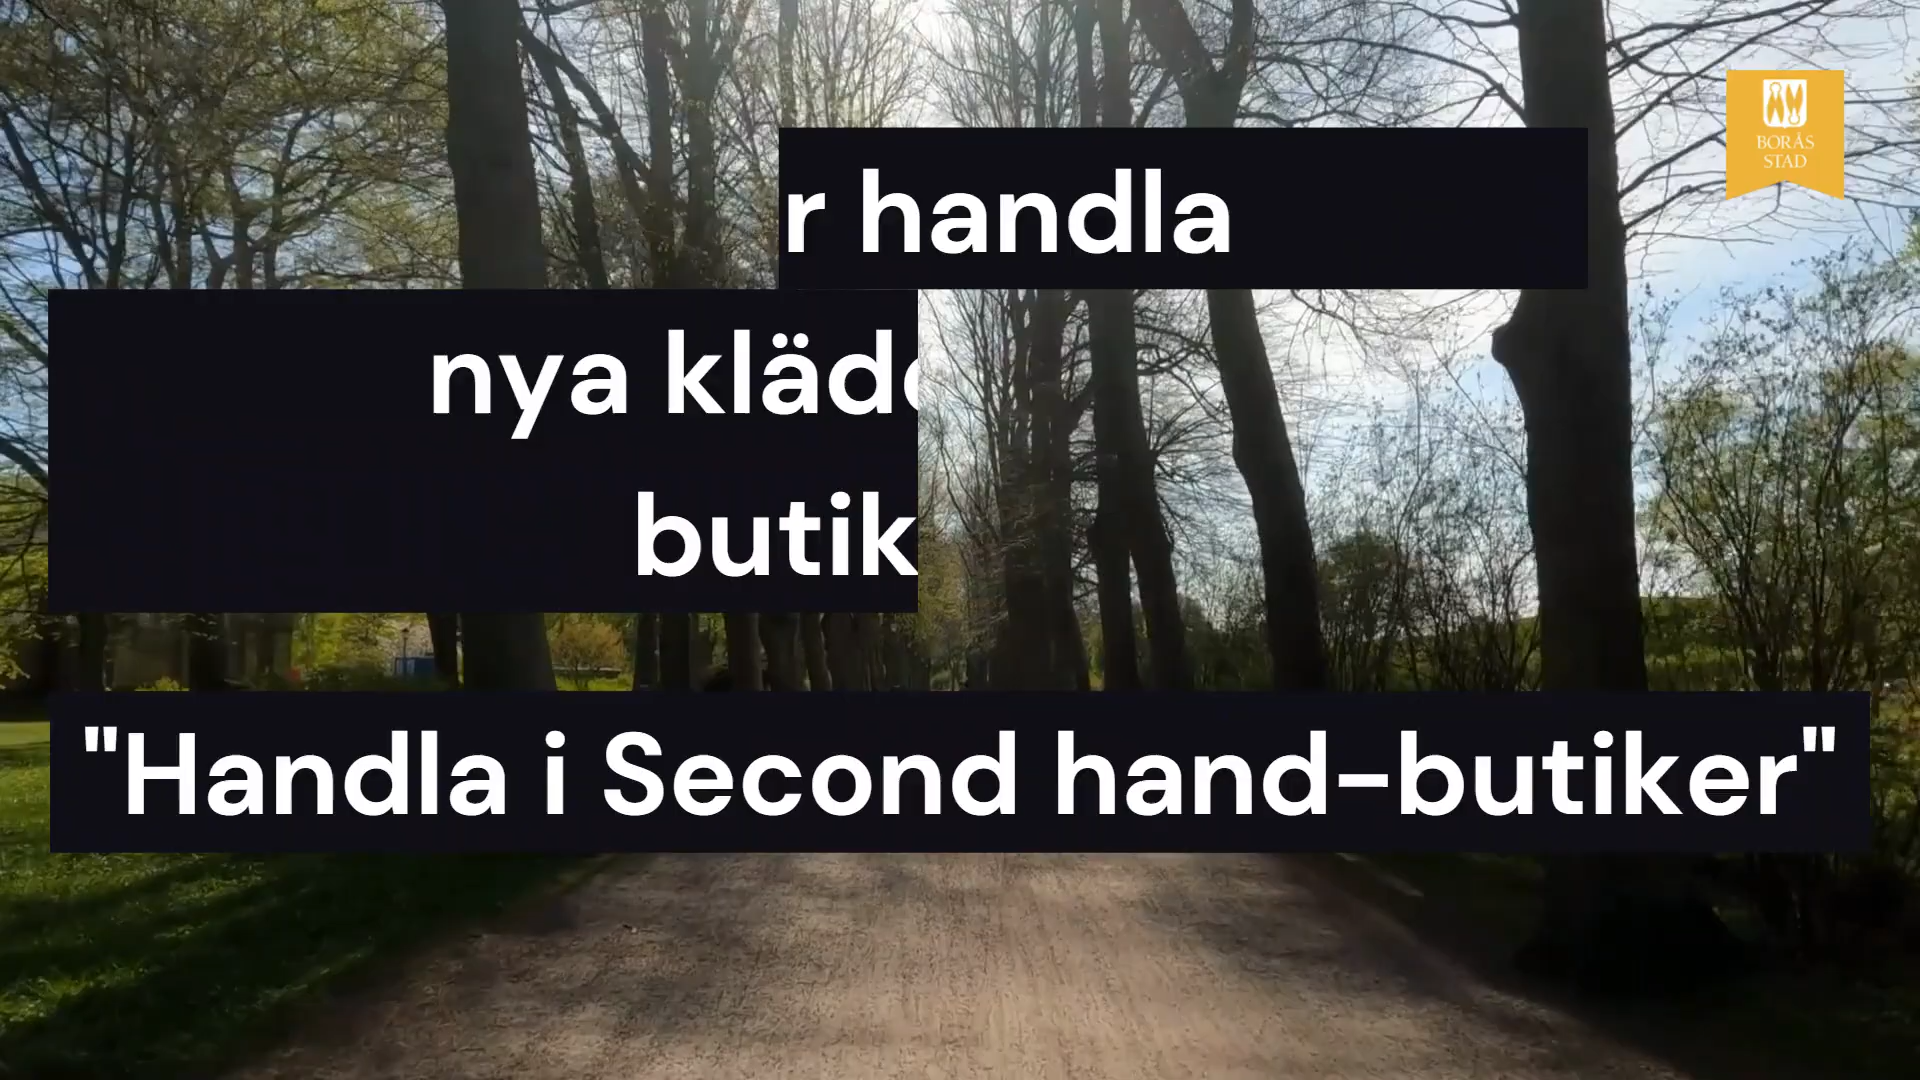 r handla
nya kläd
butik
"Handla i Second hand-butiker"
BORÅS
STAD